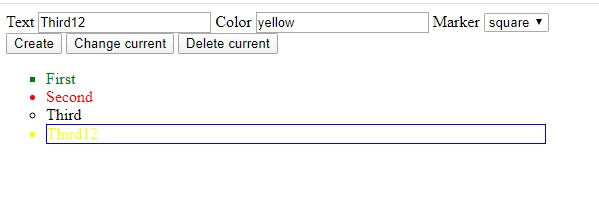 Text Third12 Color yellow Marker square
Create Change current Delete current
First
Second
Third
Third12